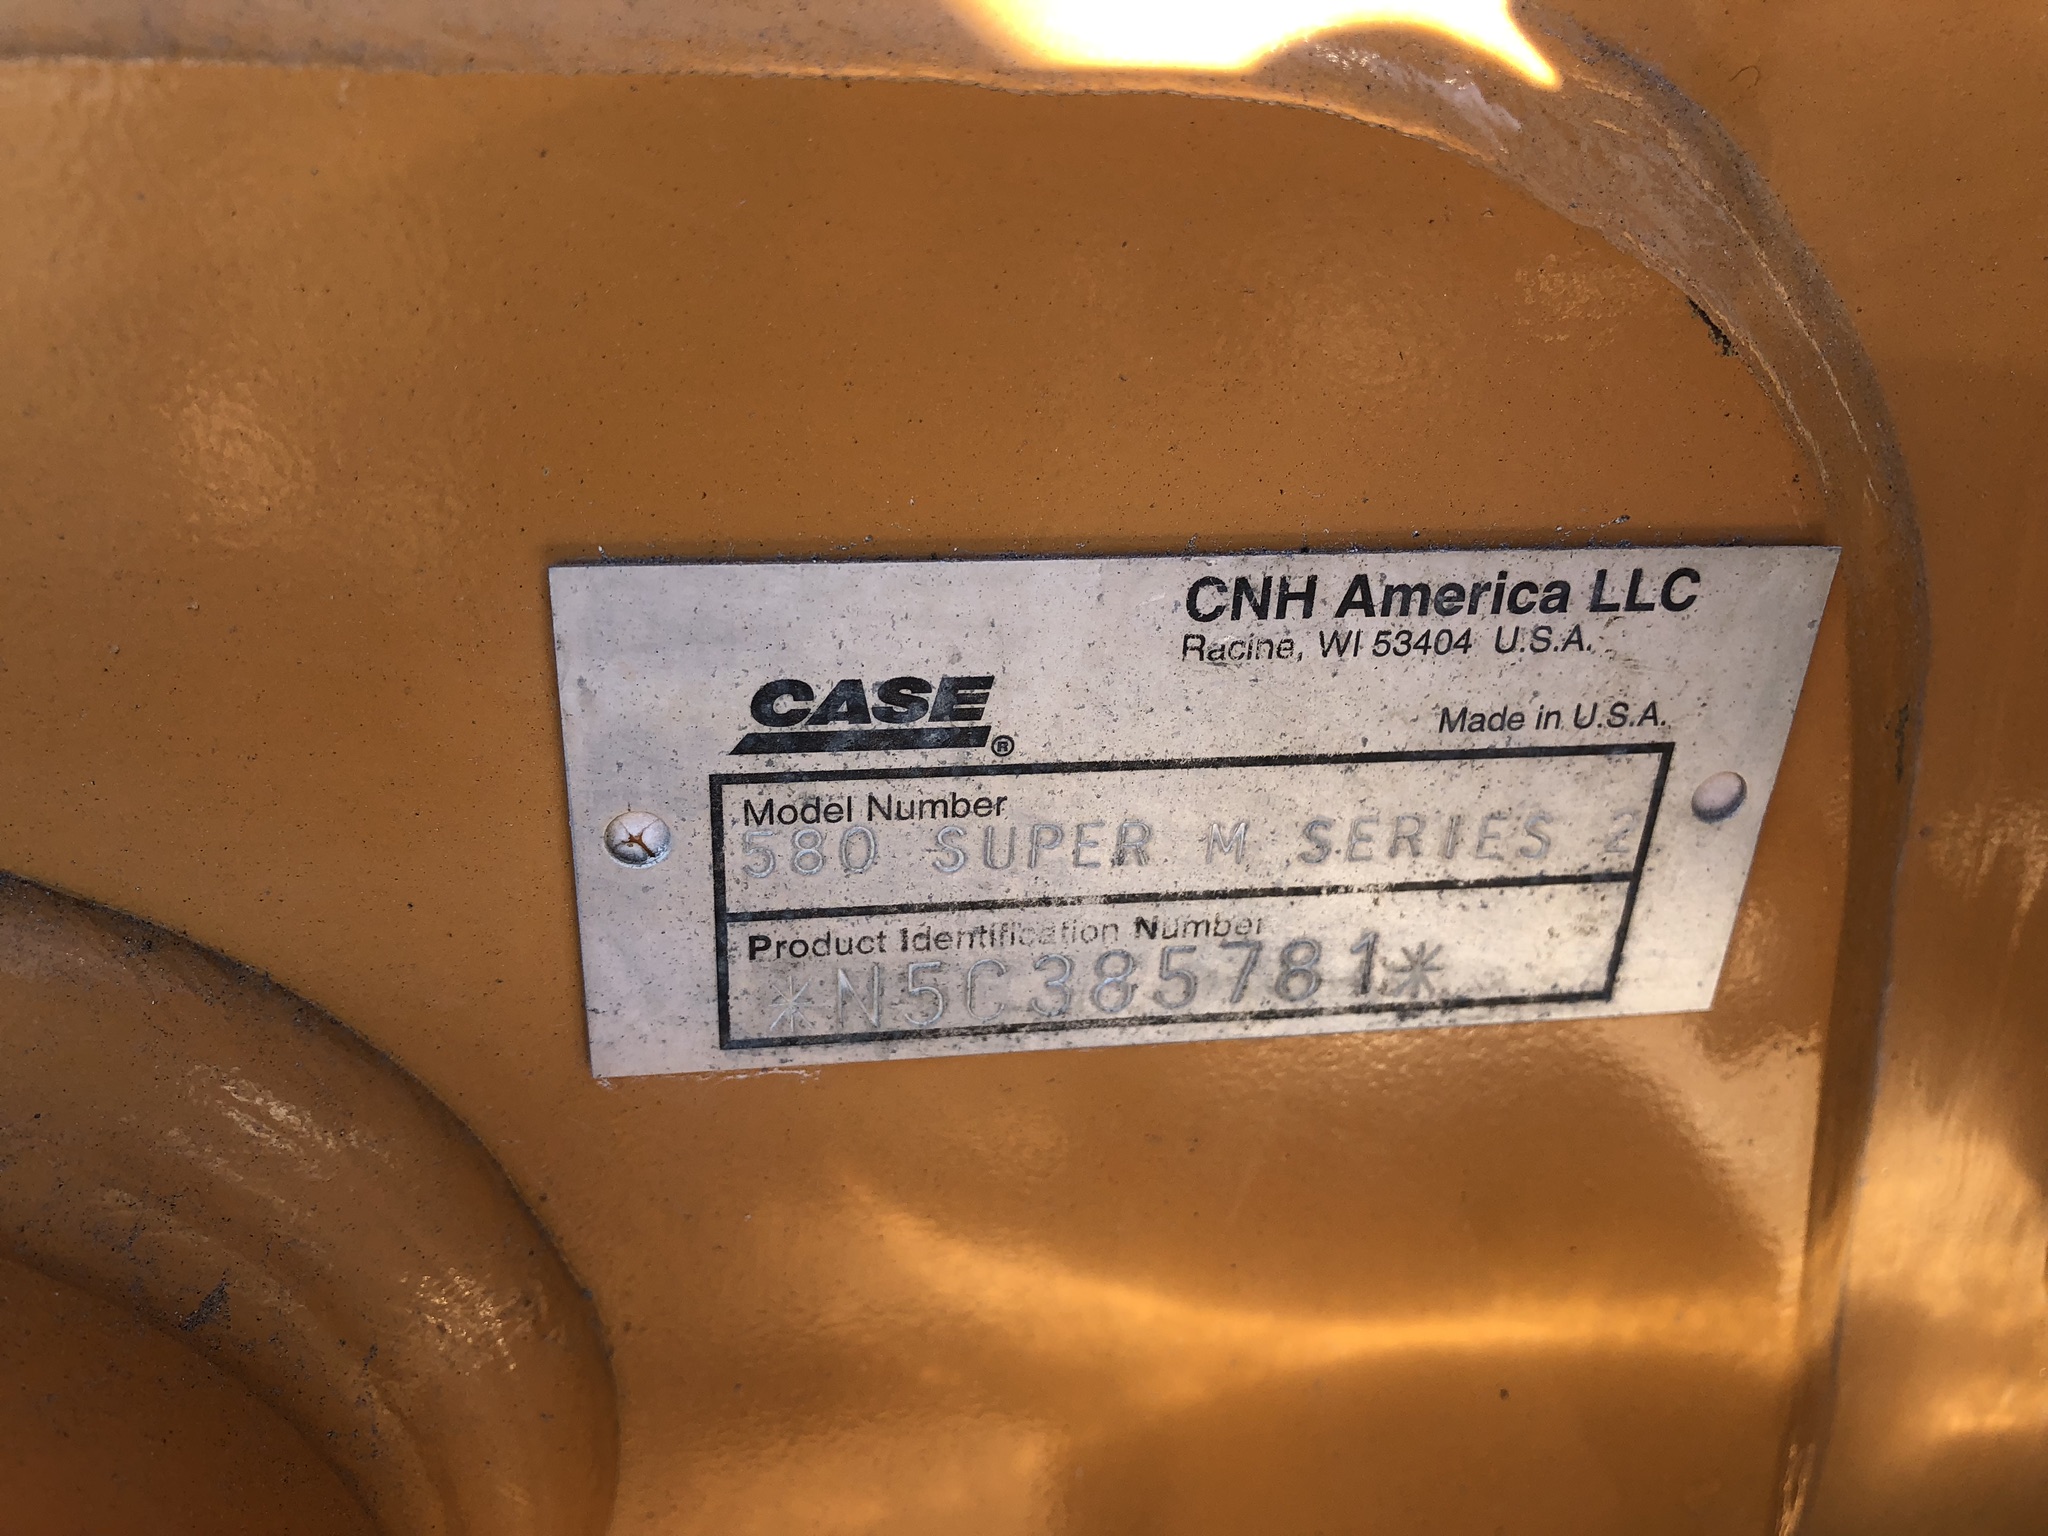 CNH America LLC
Racine, WI 53404 U.S.A.
CASE®
Made in U.S.A.
Model Number
580 SUPER M SERIES 2
Product Identification Number
*N5C385781*